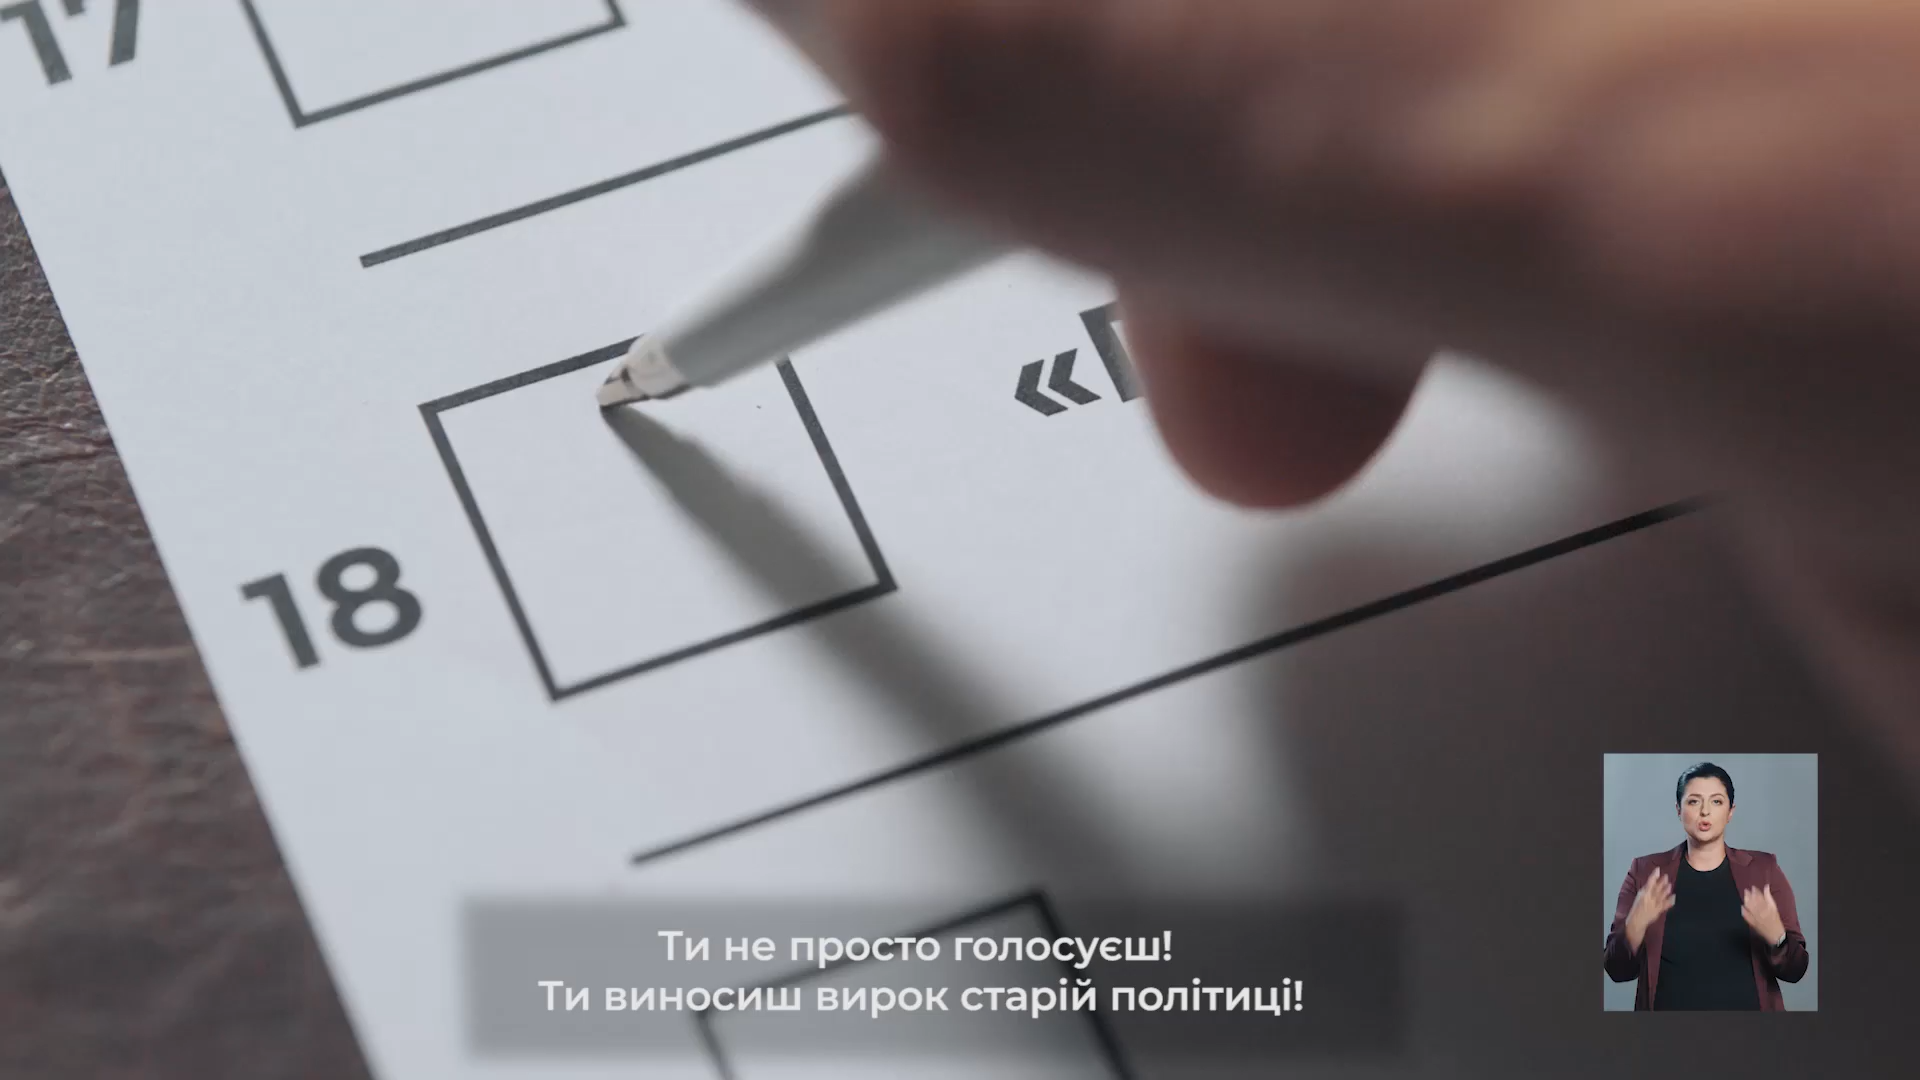 17
«
18
Ти не просто голосуєш!
Ти виносиш вирок старій політиці!